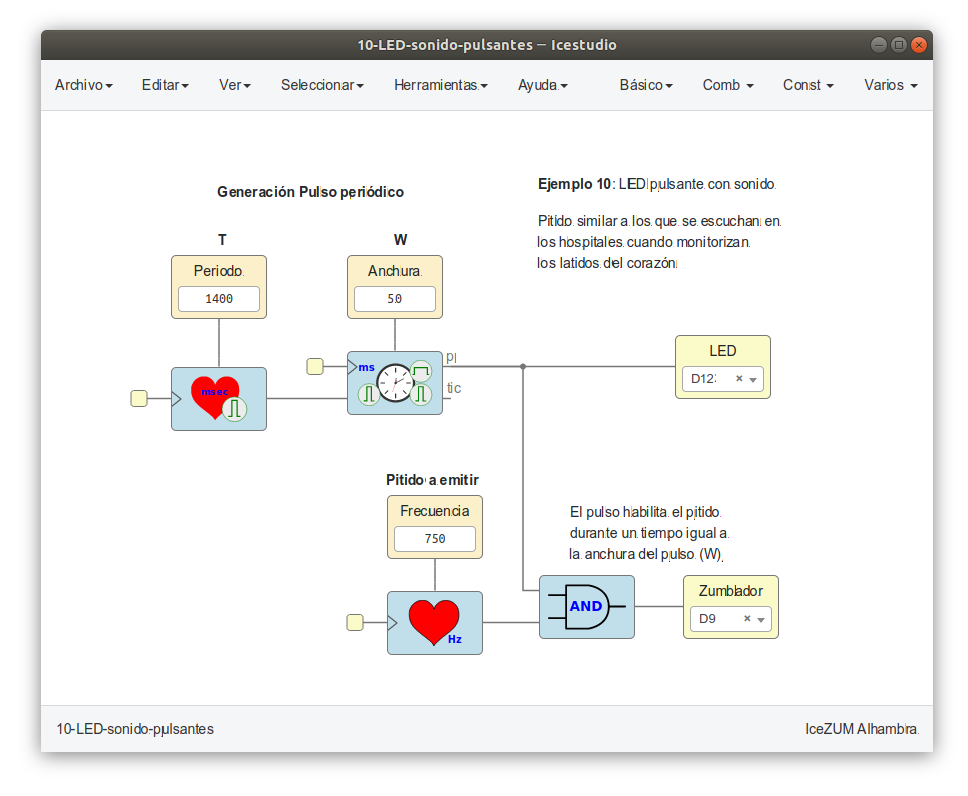 10-LED-sonido-pulsantes – Icestudio
Archivo Editar Ver Seleccionar Herramientas Ayuda Básico Comb Const Varios
Generación Pulso periódico
Ejemplo 10: LED pulsante con sonido
Pitido similar a los que se escuchan en
los hospitales cuando monitorizan
los latidos del corazón
T
W
Periodo
1400
Anchura
50
msec
ms
p
tic
LED
D12
Pitido a emitir
Frecuencia
750
Hz
El pulso habilita el pitido
durante un tiempo igual a
la anchura del pulso (W)
AND
Zumbador
D9
10-LED-sonido-pulsantes
IceZUM Alhambra